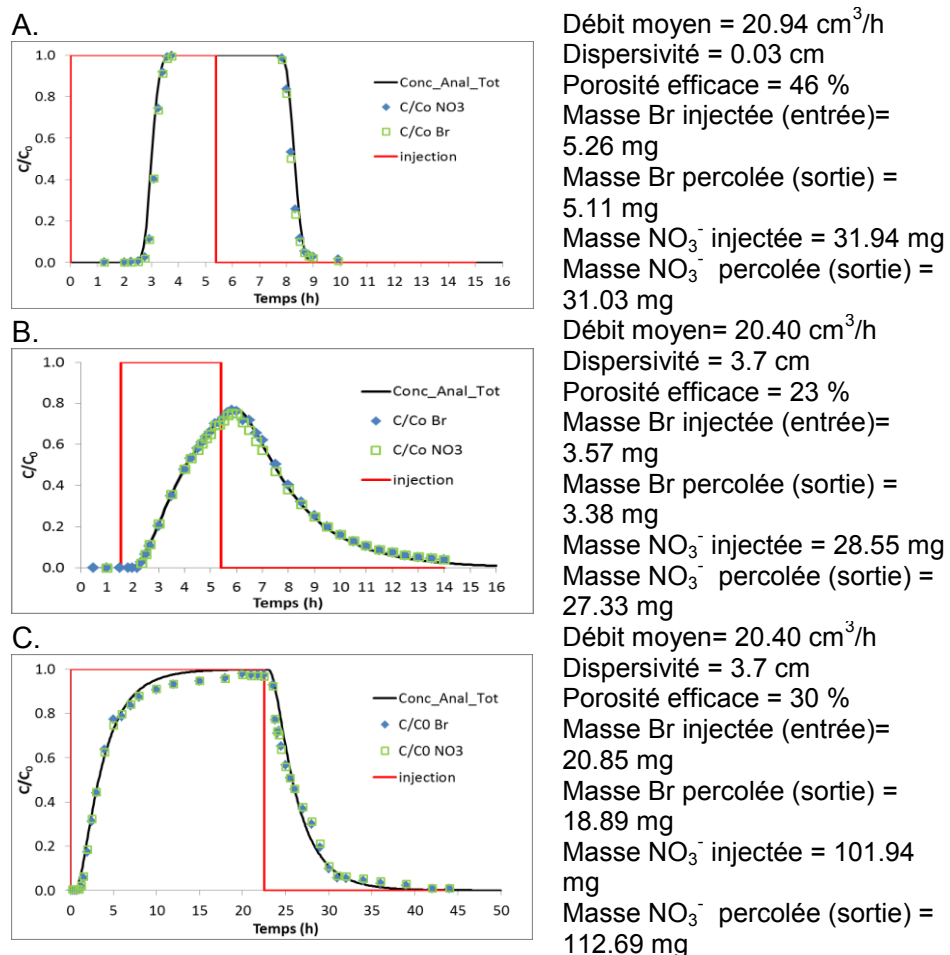 A.
1.0
0.8
0.6
0.4
0.2
0.0
C/C₀
0 1 2 3 4 5 6 7 8 9 10 11 12 13 14 15 16
Temps (h)
Conc_Anal_Tot
C/Co NO3
C/Co Br
injection
Débit moyen = 20.94 cm³/h
Dispersivité = 0.03 cm
Porosité efficace = 46 %
Masse Br injectée (entrée)=
5.26 mg
Masse Br percolée (sortie) =
5.11 mg
Masse NO₃⁻ injectée = 31.94 mg
Masse NO₃⁻ percolée (sortie) =
31.03 mg
B.
1.0
0.8
0.6
0.4
0.2
0.0
C/C₀
0 1 2 3 4 5 6 7 8 9 10 11 12 13 14 15 16
Temps (h)
Conc_Anal_Tot
C/Co Br
C/Co NO3
injection
Débit moyen= 20.40 cm³/h
Dispersivité = 3.7 cm
Porosité efficace = 23 %
Masse Br injectée (entrée)=
3.57 mg
Masse Br percolée (sortie) =
3.38 mg
Masse NO₃⁻ injectée = 28.55 mg
Masse NO₃⁻ percolée (sortie) =
27.33 mg
C.
1.0
0.8
0.6
0.4
0.2
0.0
C/C₀
0 5 10 15 20 25 30 35 40 45 50
Temps (h)
Conc_Anal_Tot
C/C0 Br
C/C0 NO3
injection
Débit moyen= 20.40 cm³/h
Dispersivité = 3.7 cm
Porosité efficace = 30 %
Masse Br injectée (entrée)=
20.85 mg
Masse Br percolée (sortie) =
18.89 mg
Masse NO₃⁻ injectée = 101.94
mg
Masse NO₃⁻ percolée (sortie) =
112.69 mg